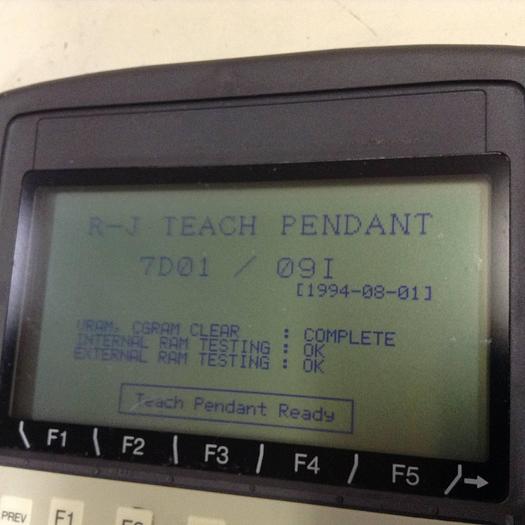 R-J TEACH PENDANT
7D01 / 09I
[1994-08-01]
VRAM, CGRAM CLEAR : COMPLETE
INTERNAL RAM TESTING : OK
EXTERNAL RAM TESTING : OK
Teach Pendant Ready
F1 F2 F3 F4 F5
PREV F1